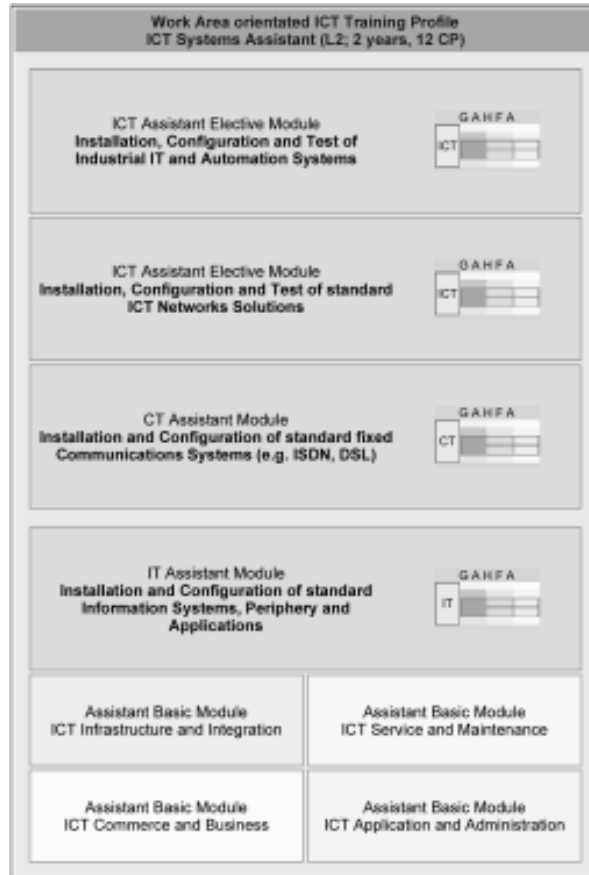 Work Area orientated ICT Training Profile
ICT Systems Assistant (L2; 2 years, 12 CP)
ICT Assistant Elective Module
Installation, Configuration and Test of
Industrial IT and Automation Systems
G A H F A
ICT
ICT Assistant Elective Module
Installation, Configuration and Test of standard
ICT Networks Solutions
G A H F A
ICT
CT Assistant Module
Installation and Configuration of standard fixed
Communications Systems (e.g. ISDN, DSL)
G A H F A
CT
IT Assistant Module
Installation and Configuration of standard
Information Systems, Periphery and
Applications
G A H F A
IT
Assistant Basic Module
ICT Infrastructure and Integration
Assistant Basic Module
ICT Service and Maintenance
Assistant Basic Module
ICT Commerce and Business
Assistant Basic Module
ICT Application and Administration